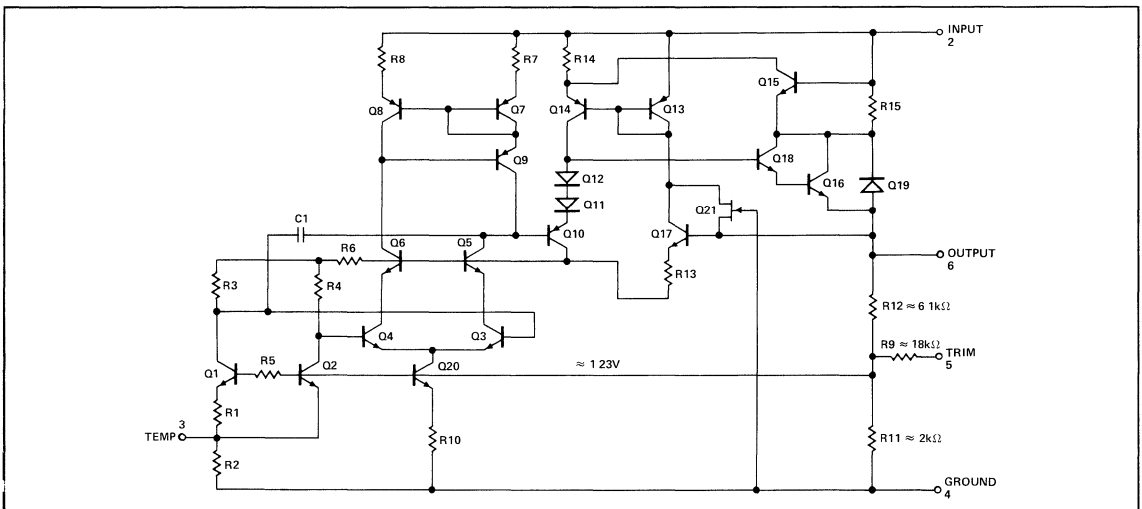 INPUT
2
R8
R7
R14
Q15
R15
Q8
Q7
Q14
Q13
Q9
Q18
Q16
Q19
Q12
Q11
Q21
C1
Q10
Q17
Q6
Q5
R6
OUTPUT
6
R13
R3
R4
R12 ≈ 6 1kΩ
Q4
Q3
R9 ≈ 18kΩ
TRIM
5
R5
Q1
Q2
Q20
≈ 1 23V
R1
3
TEMP
R10
R11 ≈ 2kΩ
R2
GROUND
4